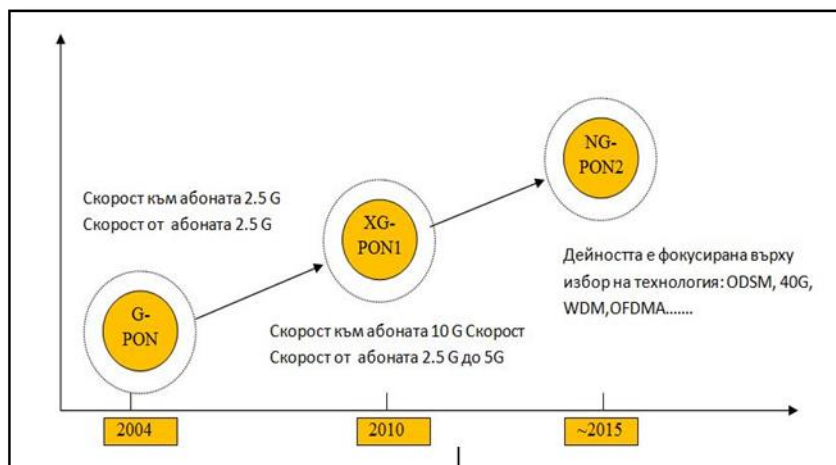 NG-
PON2
Скорост към абоната 2.5 G
Скорост от абоната 2.5 G
XG-
PON1
Дейността е фокусирана върху
избор на технология: ODSM, 40G,
WDM,OFDMA.......
G-
PON
Скорост към абоната 10 G Скорост
Скорост от абоната 2.5 G до 5G
2004
2010
~2015